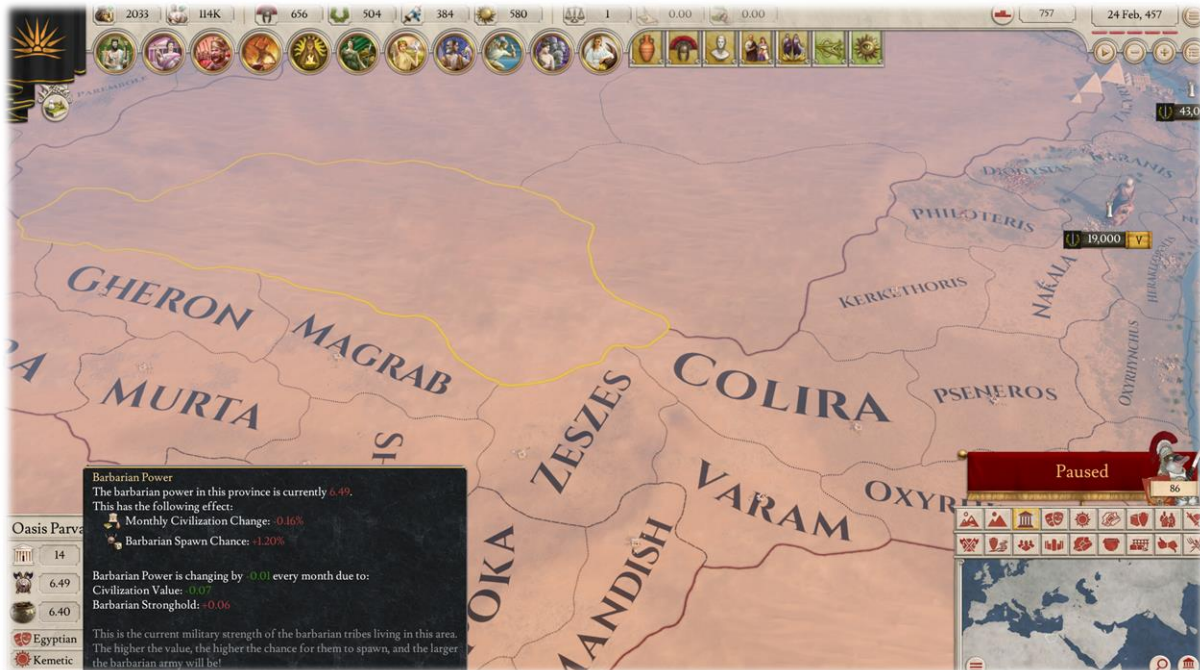 2033 114K 656 504 384 580 1 0.00 0.00 757 24 Feb, 457
PAREMBOLE
43,0
DIONYSIAS
KARANIS
PHILOTERIS
19,000 V
KERKETHORIS
NAKALA
HERAKLEOPOLIS
OXYRHYNCHUS
GHERON
MAGRAB
RA
MURTA
SH
ZESZES
COLIRA
PSENEROS
VARAM
OXYR
OKA
MANDISH
Paused
86
Barbarian Power
The barbarian power in this province is currently 6.49.
This has the following effect:
Monthly Civilization Change: -0.16%
Barbarian Spawn Chance: +1.20%
Barbarian Power is changing by -0.01 every month due to:
Civilization Value: -0.07
Barbarian Stronghold: +0.06
This is the current military strength of the barbarian tribes living in this area.
The higher the value, the higher the chance for them to spawn, and the larger
the barbarian army will be!
Oasis Parva
14
6.49
6.40
Egyptian
Kemetic